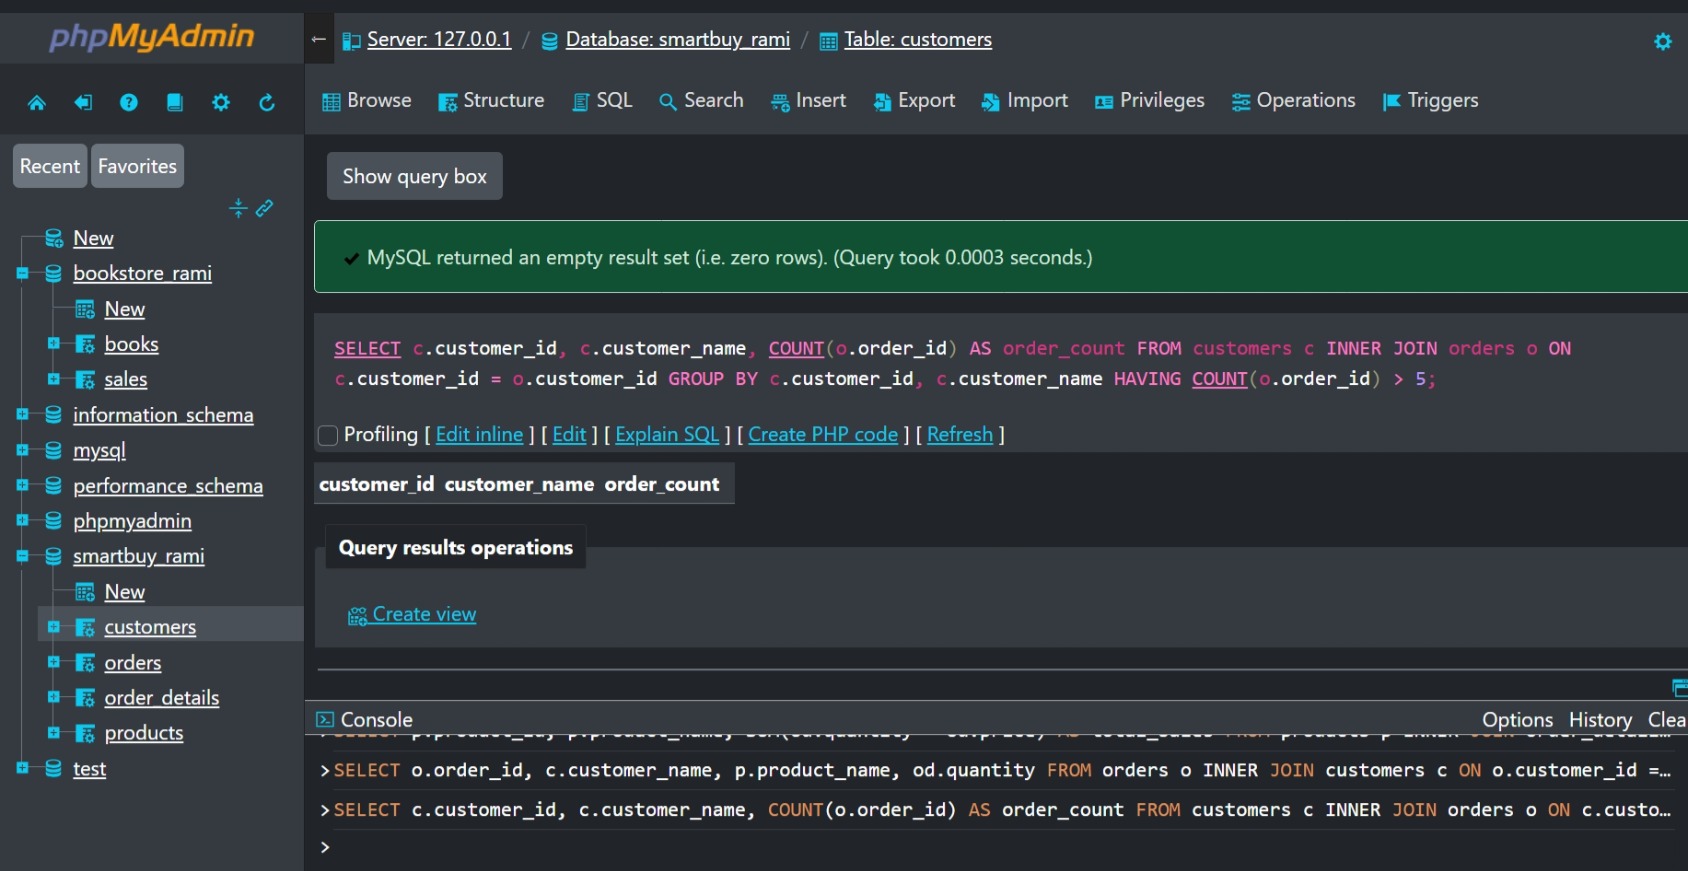 phpMyAdmin
Server: 127.0.0.1 / Database: smartbuy_rami / Table: customers
Browse Structure SQL Search Insert Export Import Privileges Operations Triggers
Recent Favorites
New
bookstore_rami
New
books
sales
information_schema
mysql
performance_schema
phpmyadmin
smartbuy_rami
New
customers
orders
order_details
products
test
Show query box
MySQL returned an empty result set (i.e. zero rows). (Query took 0.0003 seconds.)
SELECT c.customer_id, c.customer_name, COUNT(o.order_id) AS order_count FROM customers c INNER JOIN orders o ON
c.customer_id = o.customer_id GROUP BY c.customer_id, c.customer_name HAVING COUNT(o.order_id) > 5;
Profiling [ Edit inline ] [ Edit ] [ Explain SQL ] [ Create PHP code ] [ Refresh ]
customer_id customer_name order_count
Query results operations
Create view
Console Options History Clea
>SELECT o.order_id, c.customer_name, p.product_name, od.quantity FROM orders o INNER JOIN customers c ON o.customer_id =…
>SELECT c.customer_id, c.customer_name, COUNT(o.order_id) AS order_count FROM customers c INNER JOIN orders o ON c.custo…
>